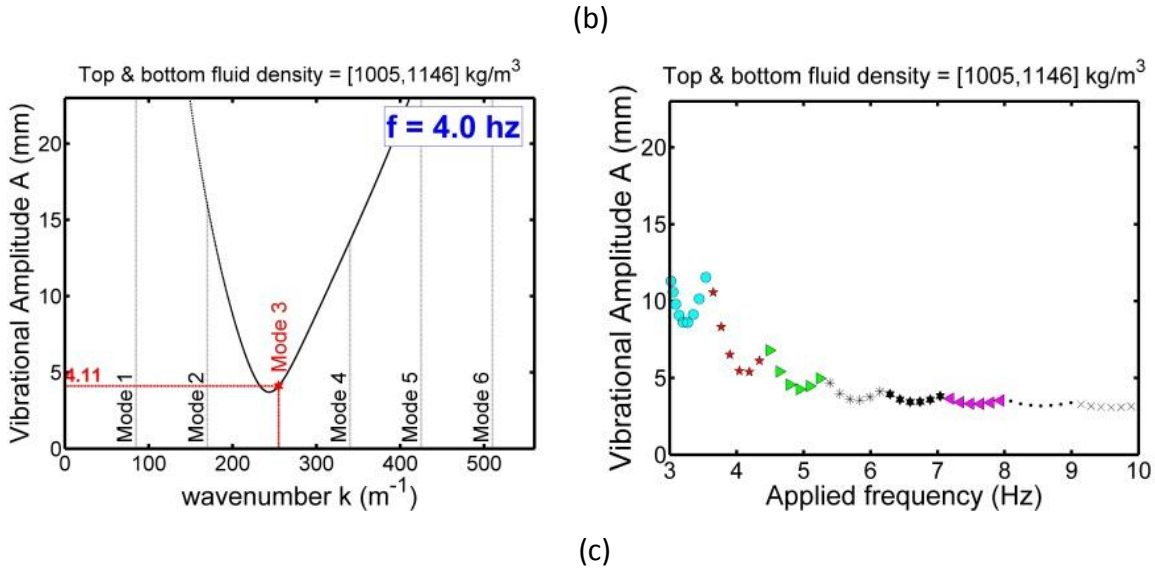 (b)
Top & bottom fluid density = [1005,1146] kg/m³
f = 4.0 hz
Vibrational Amplitude A (mm)
20
15
10
5
0
4.11
Mode 1
Mode 2
Mode 3
Mode 4
Mode 5
Mode 6
0 100 200 300 400 500
wavenumber k (m⁻¹)
Top & bottom fluid density = [1005,1146] kg/m³
Vibrational Amplitude A (mm)
20
15
10
5
0
3 4 5 6 7 8 9 10
Applied frequency (Hz)
(c)